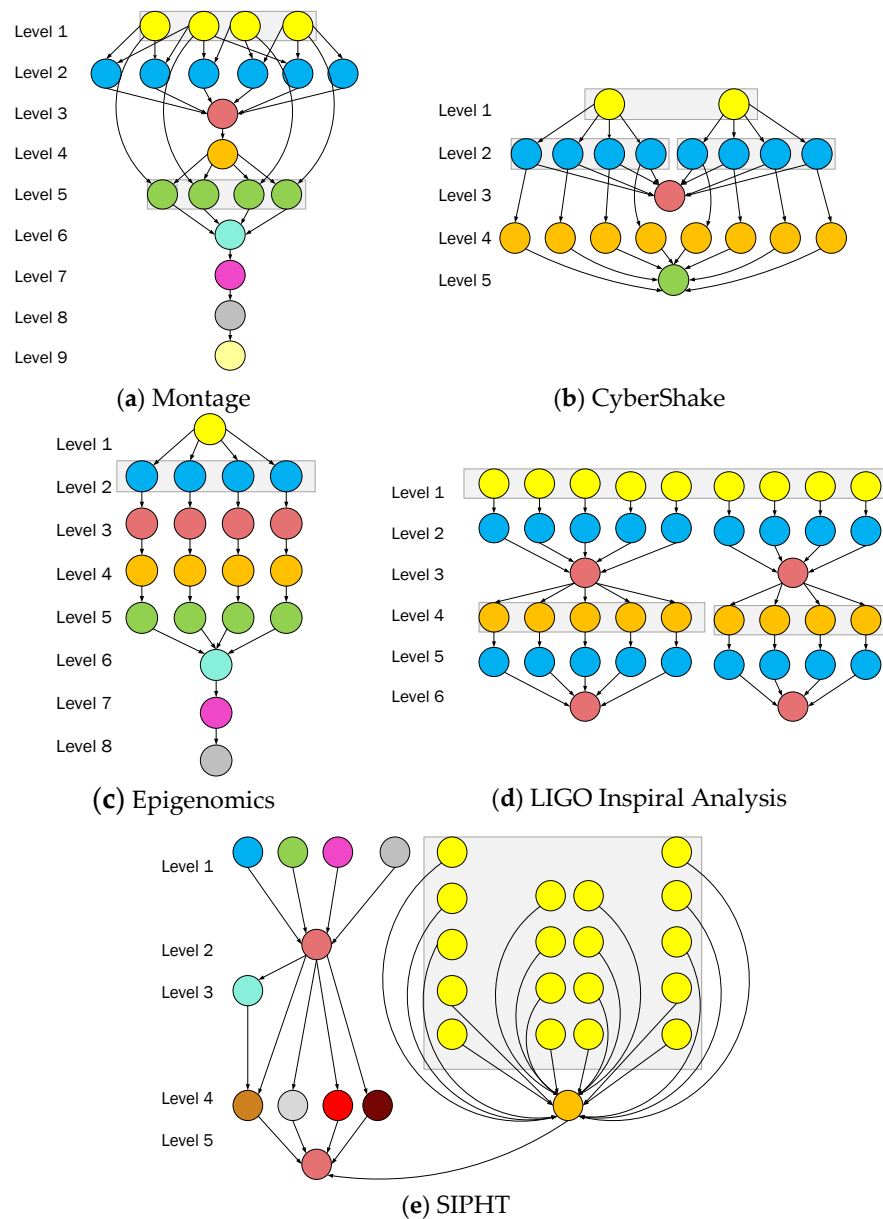 Level 1
Level 2
Level 3
Level 4
Level 5
Level 6
Level 7
Level 8
Level 9
(a) Montage
Level 1
Level 2
Level 3
Level 4
Level 5
(b) CyberShake
Level 1
Level 2
Level 3
Level 4
Level 5
Level 6
Level 7
Level 8
(c) Epigenomics
Level 1
Level 2
Level 3
Level 4
Level 5
Level 6
(d) LIGO Inspiral Analysis
Level 1
Level 2
Level 3
Level 4
Level 5
(e) SIPHT